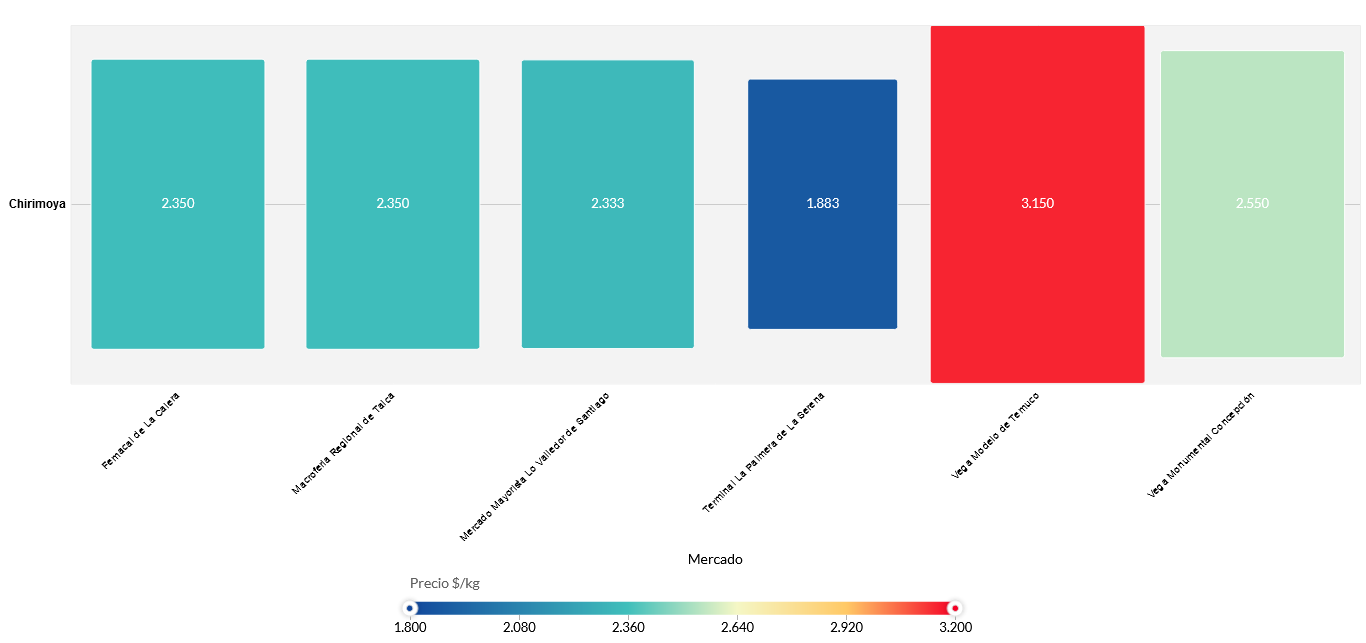 Chirimoya
2.350
2.350
2.333
1.883
3.150
2.550
Femacal de La Calera
Macroferia Regional de Talca
Mercado Mayorista Lo Valledor de Santiago
Terminal La Palmera de La Serena
Vega Modelo de Temuco
Vega Monumental Concepción
Mercado
Precio $/kg
1.800
2.080
2.360
2.640
2.920
3.200